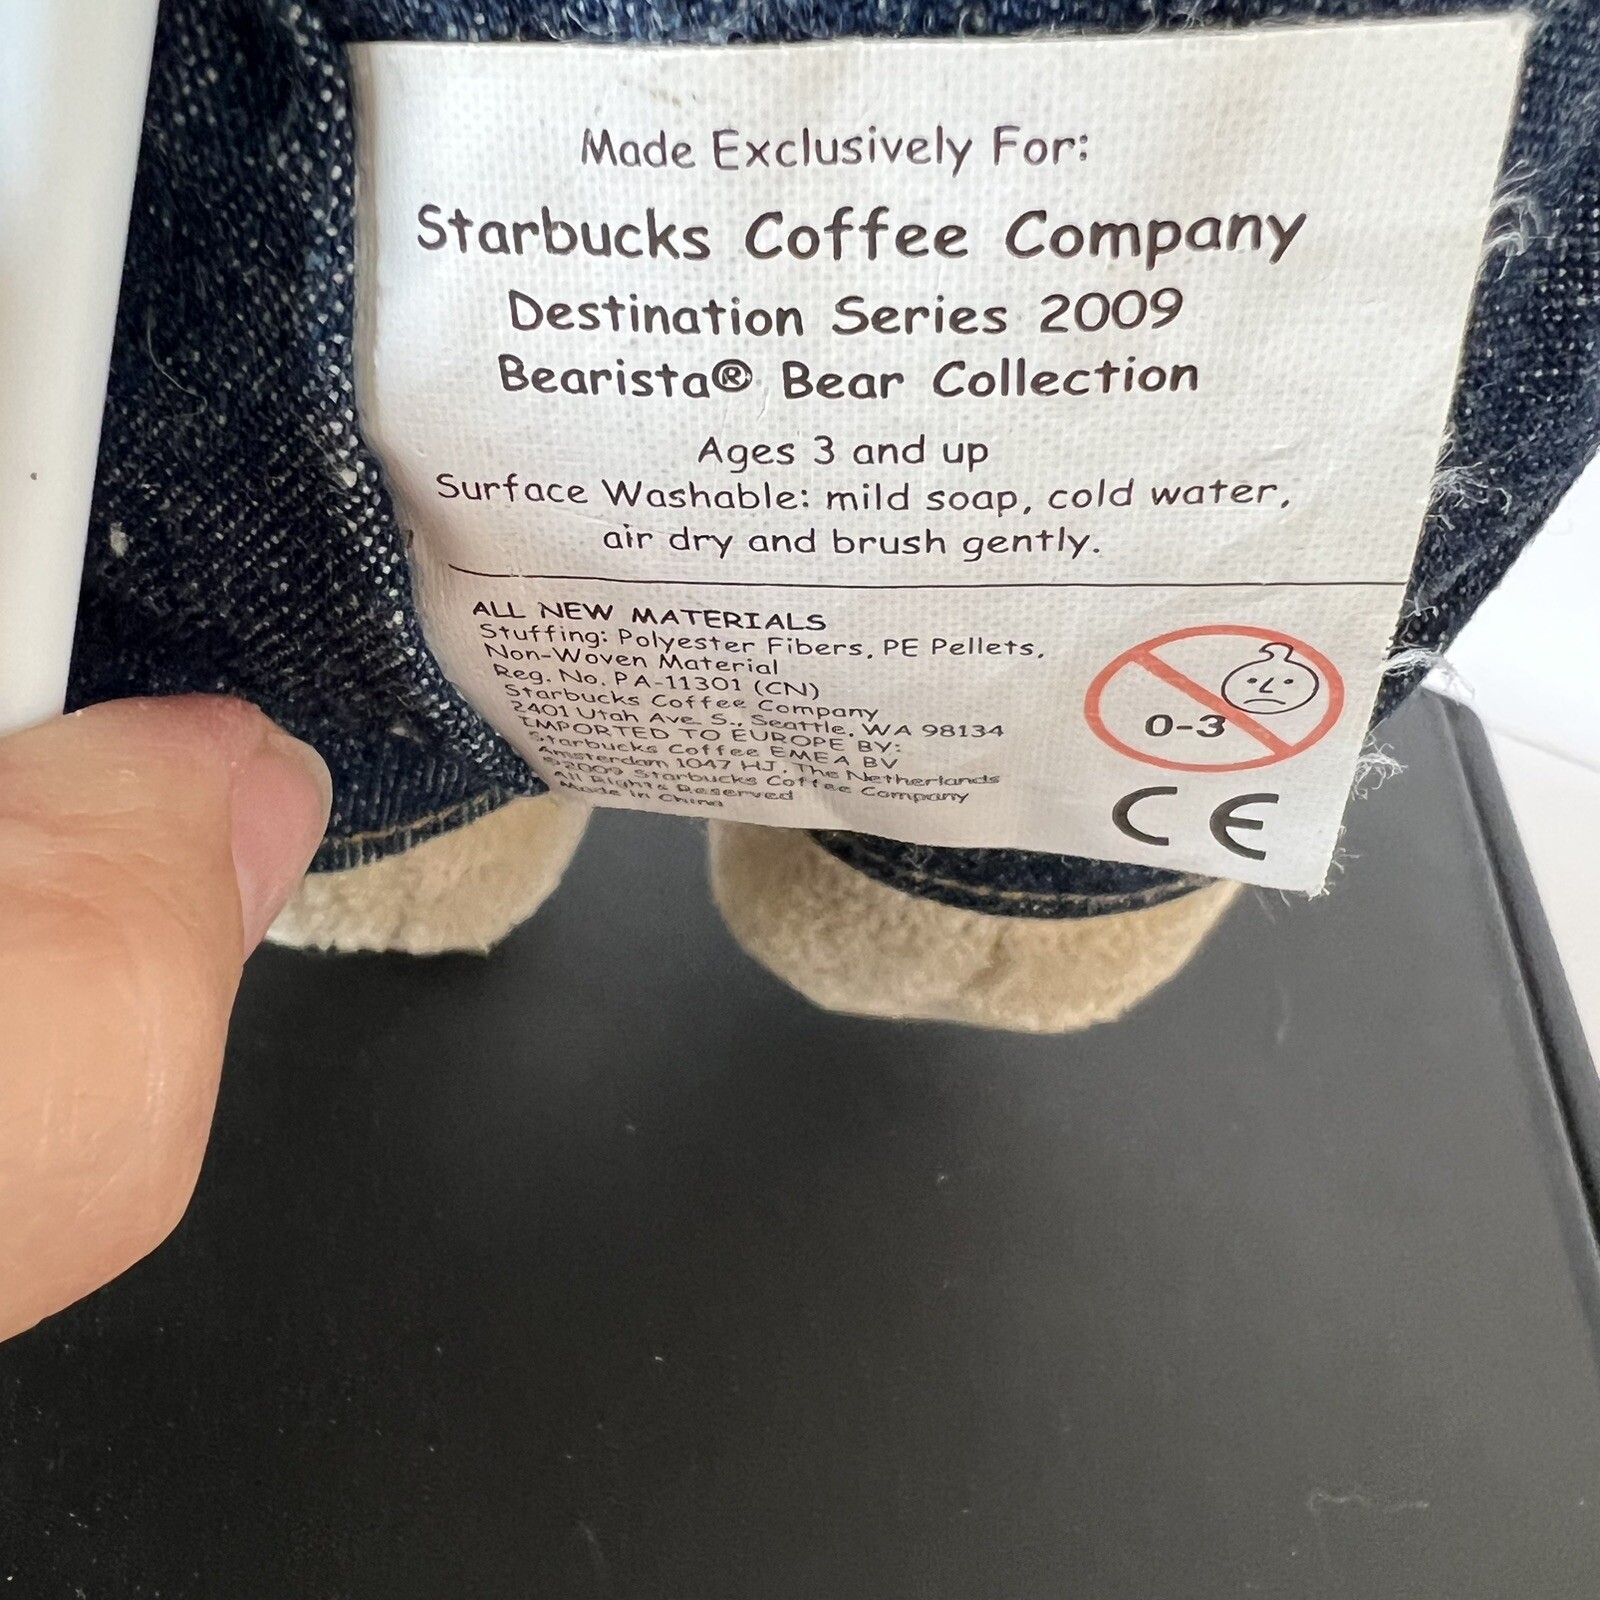 Made Exclusively For:
Starbucks Coffee Company
Destination Series 2009
Bearista® Bear Collection
Ages 3 and up
Surface Washable: mild soap, cold water,
air dry and brush gently.
ALL NEW MATERIALS
Stuffing: Polyester Fibers, PE Pellets,
Non-Woven Material
Reg. No. PA-11301 (CN)
Starbucks Coffee Company
2401 Utah Ave S., Seattle, WA 98134
IMPORTED TO EUROPE BY:
Starbucks Coffee EMEA BV
Amsterdam 1047 HJ, The Netherlands
©2009 Starbucks Coffee Company
All Rights Reserved
Made in China
0-3
CE